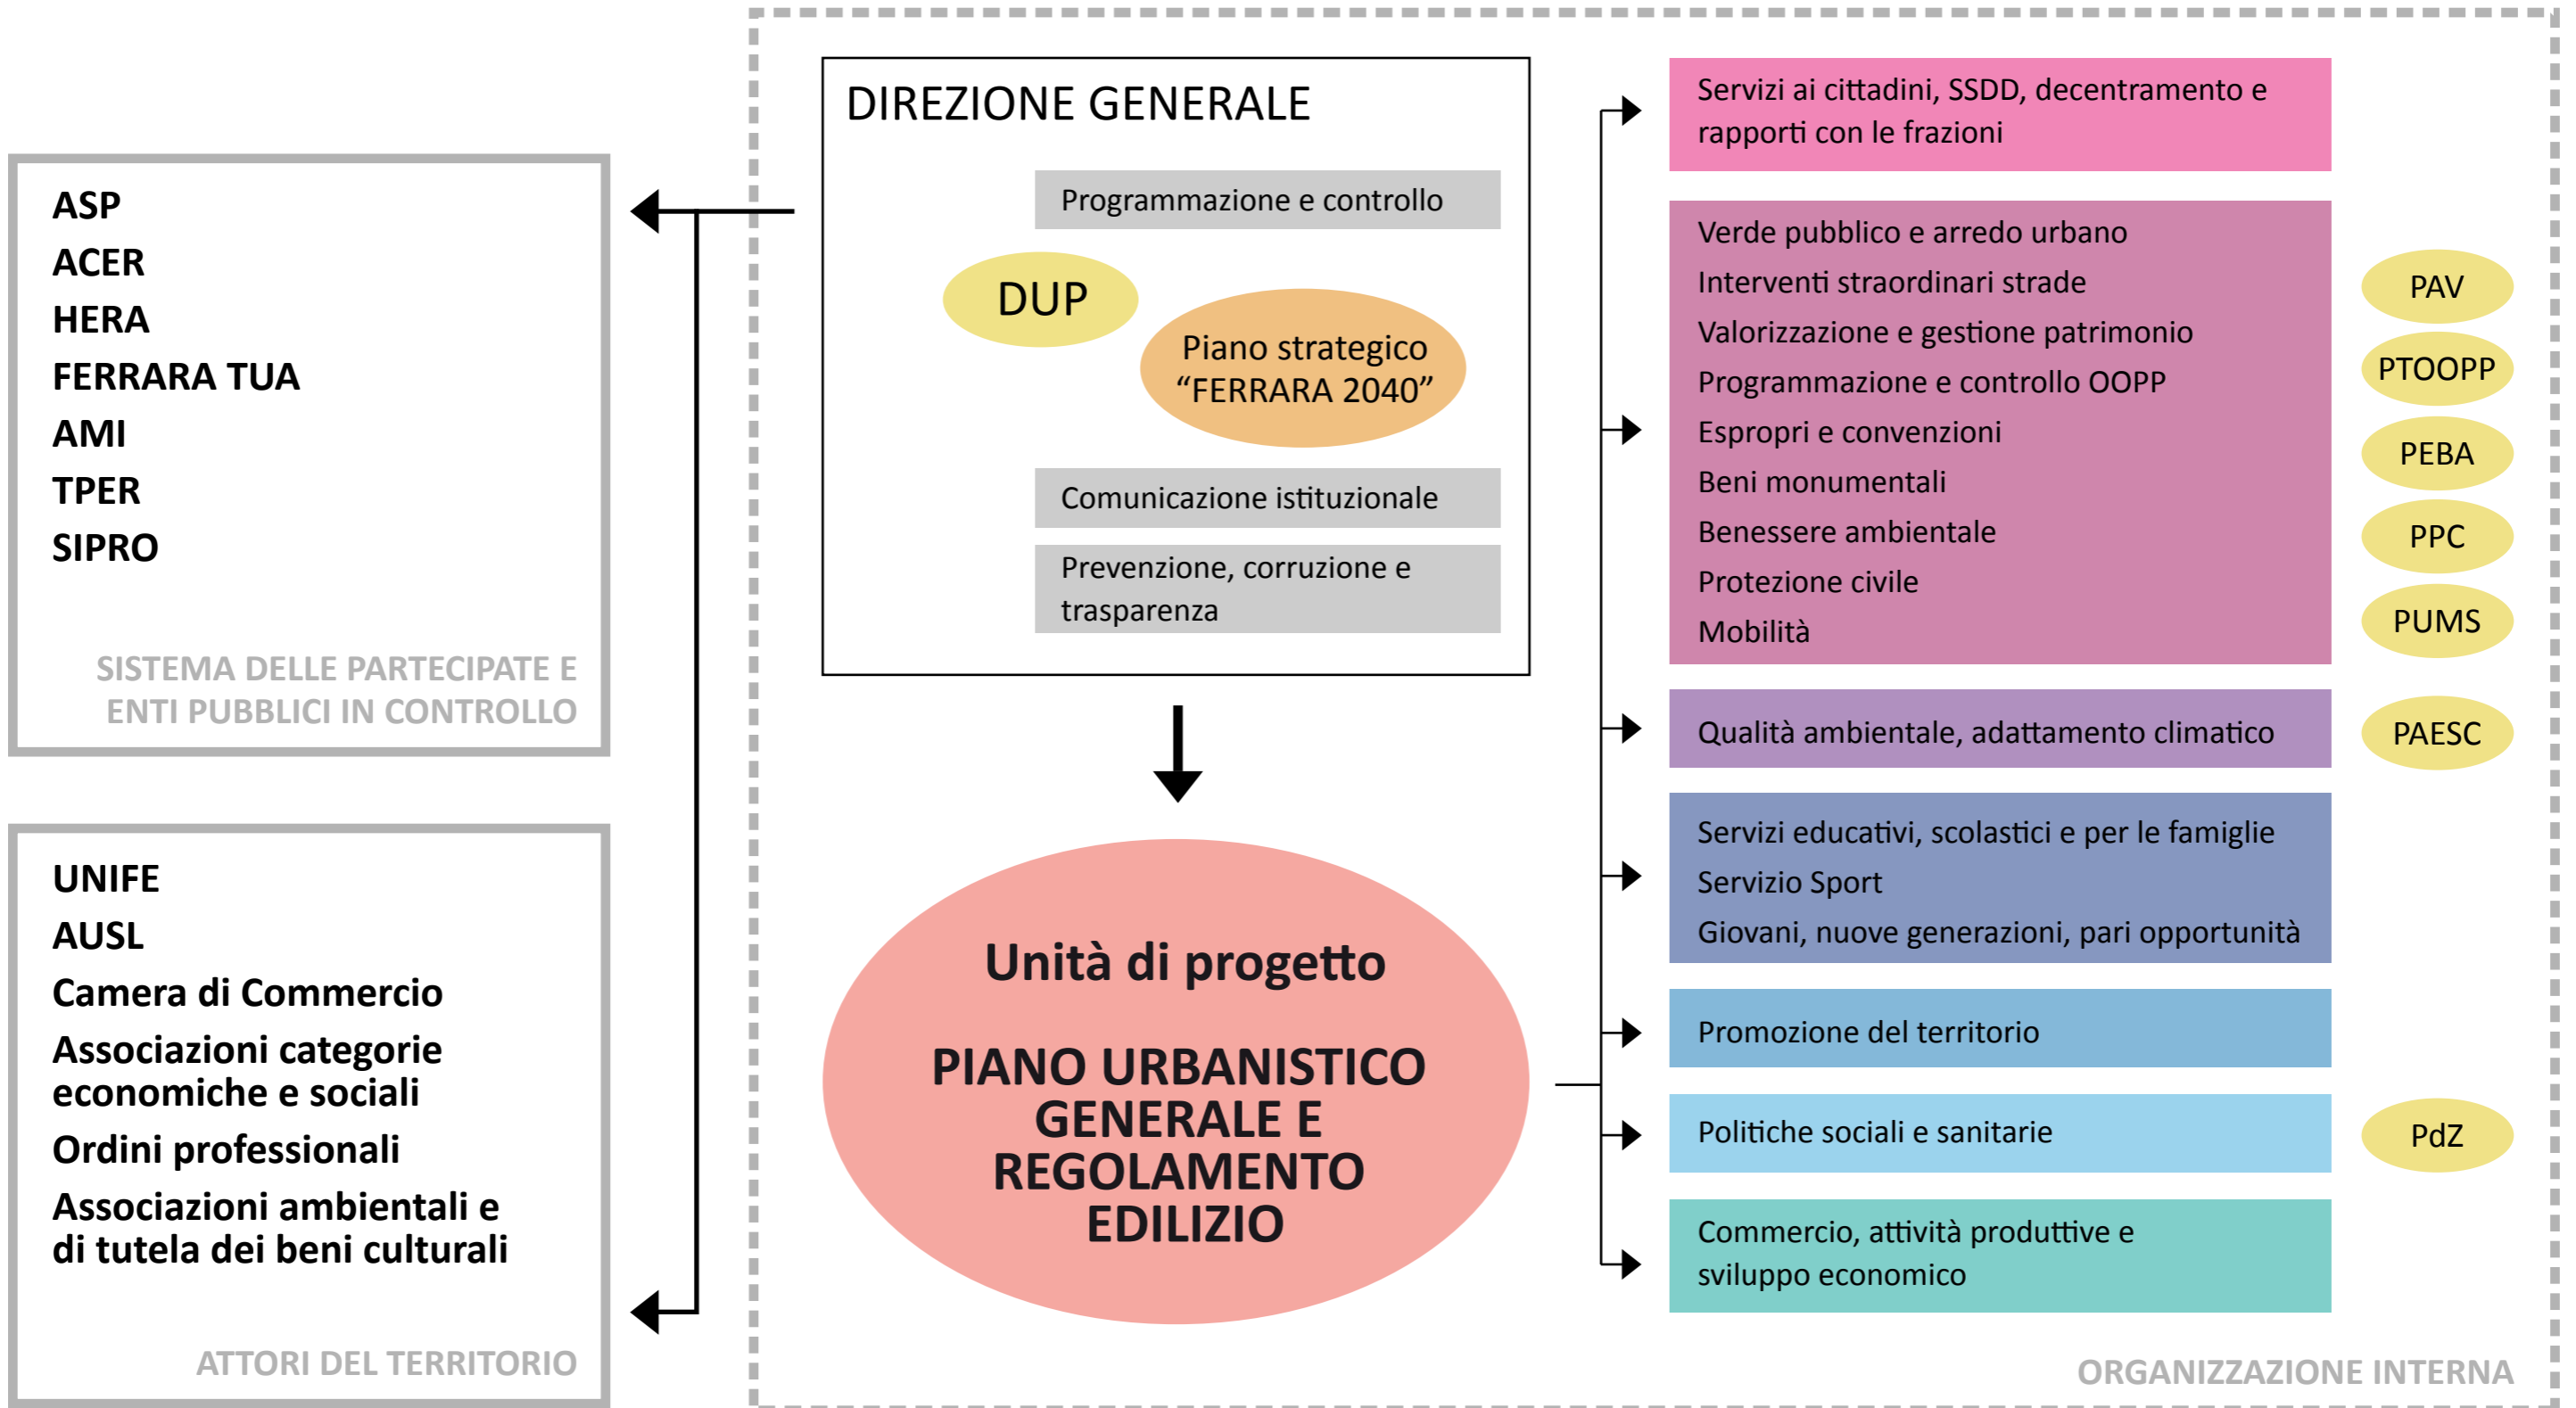 ASP
ACER
HERA
FERRARA TUA
AMI
TPER
SIPRO
SISTEMA DELLE PARTECIPATE E
ENTI PUBBLICI IN CONTROLLO
UNIFE
AUSL
Camera di Commercio
Associazioni categorie
economiche e sociali
Ordini professionali
Associazioni ambientali e
di tutela dei beni culturali
ATTORI DEL TERRITORIO
DIREZIONE GENERALE
Programmazione e controllo
DUP
Piano strategico
“FERRARA 2040”
Comunicazione istituzionale
Prevenzione, corruzione e
trasparenza
Unità di progetto
PIANO URBANISTICO
GENERALE E
REGOLAMENTO
EDILIZIO
Servizi ai cittadini, SSDD, decentramento e
rapporti con le frazioni
Verde pubblico e arredo urbano
Interventi straordinari strade
Valorizzazione e gestione patrimonio
Programmazione e controllo OOPP
Espropri e convenzioni
Beni monumentali
Benessere ambientale
Protezione civile
Mobilità
PAV
PTOOPP
PEBA
PPC
PUMS
Qualità ambientale, adattamento climatico
PAESC
Servizi educativi, scolastici e per le famiglie
Servizio Sport
Giovani, nuove generazioni, pari opportunità
Promozione del territorio
Politiche sociali e sanitarie
PdZ
Commercio, attività produttive e
sviluppo economico
ORGANIZZAZIONE INTERNA